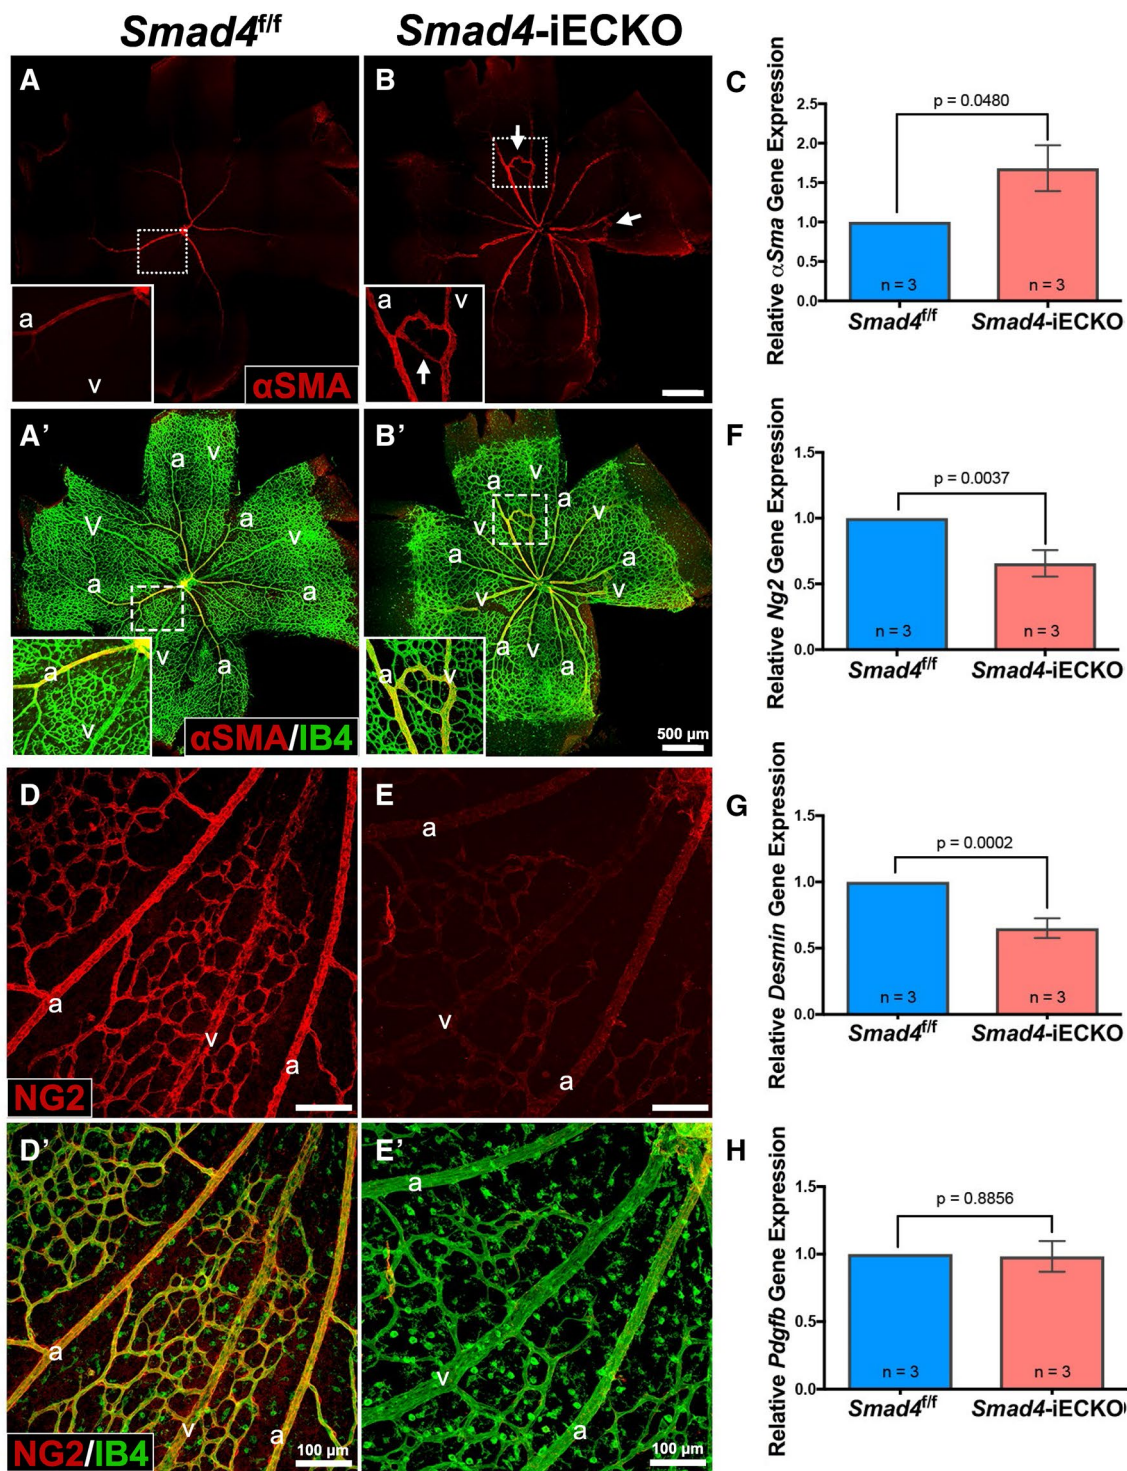 Smad4f/f
Smad4-iECKO
A
a
v
αSMA
B
a
v
C
Relative αSma Gene Expression
2.5
2.0
1.5
1.0
0.5
0.0
p = 0.0480
n = 3
n = 3
Smad4f/f
Smad4-iECKO
A'
a
v
V
a
v
a
a
v
a
a
v
αSMA/IB4
B'
v
a
a
v
v
a
a
v
v
a
v
a
a
v
500 µm
F
Relative Ng2 Gene Expression
1.5
1.0
0.5
0.0
p = 0.0037
n = 3
n = 3
Smad4f/f
Smad4-iECKO
D
a
v
a
NG2
E
a
v
a
G
Relative Desmin Gene Expression
1.5
1.0
0.5
0.0
p = 0.0002
n = 3
n = 3
Smad4f/f
Smad4-iECKO
D'
a
v
a
NG2/IB4
100 µm
E'
a
v
a
100 µm
H
Relative Pdgfb Gene Expression
1.5
1.0
0.5
0.0
p = 0.8856
n = 3
n = 3
Smad4f/f
Smad4-iECKO